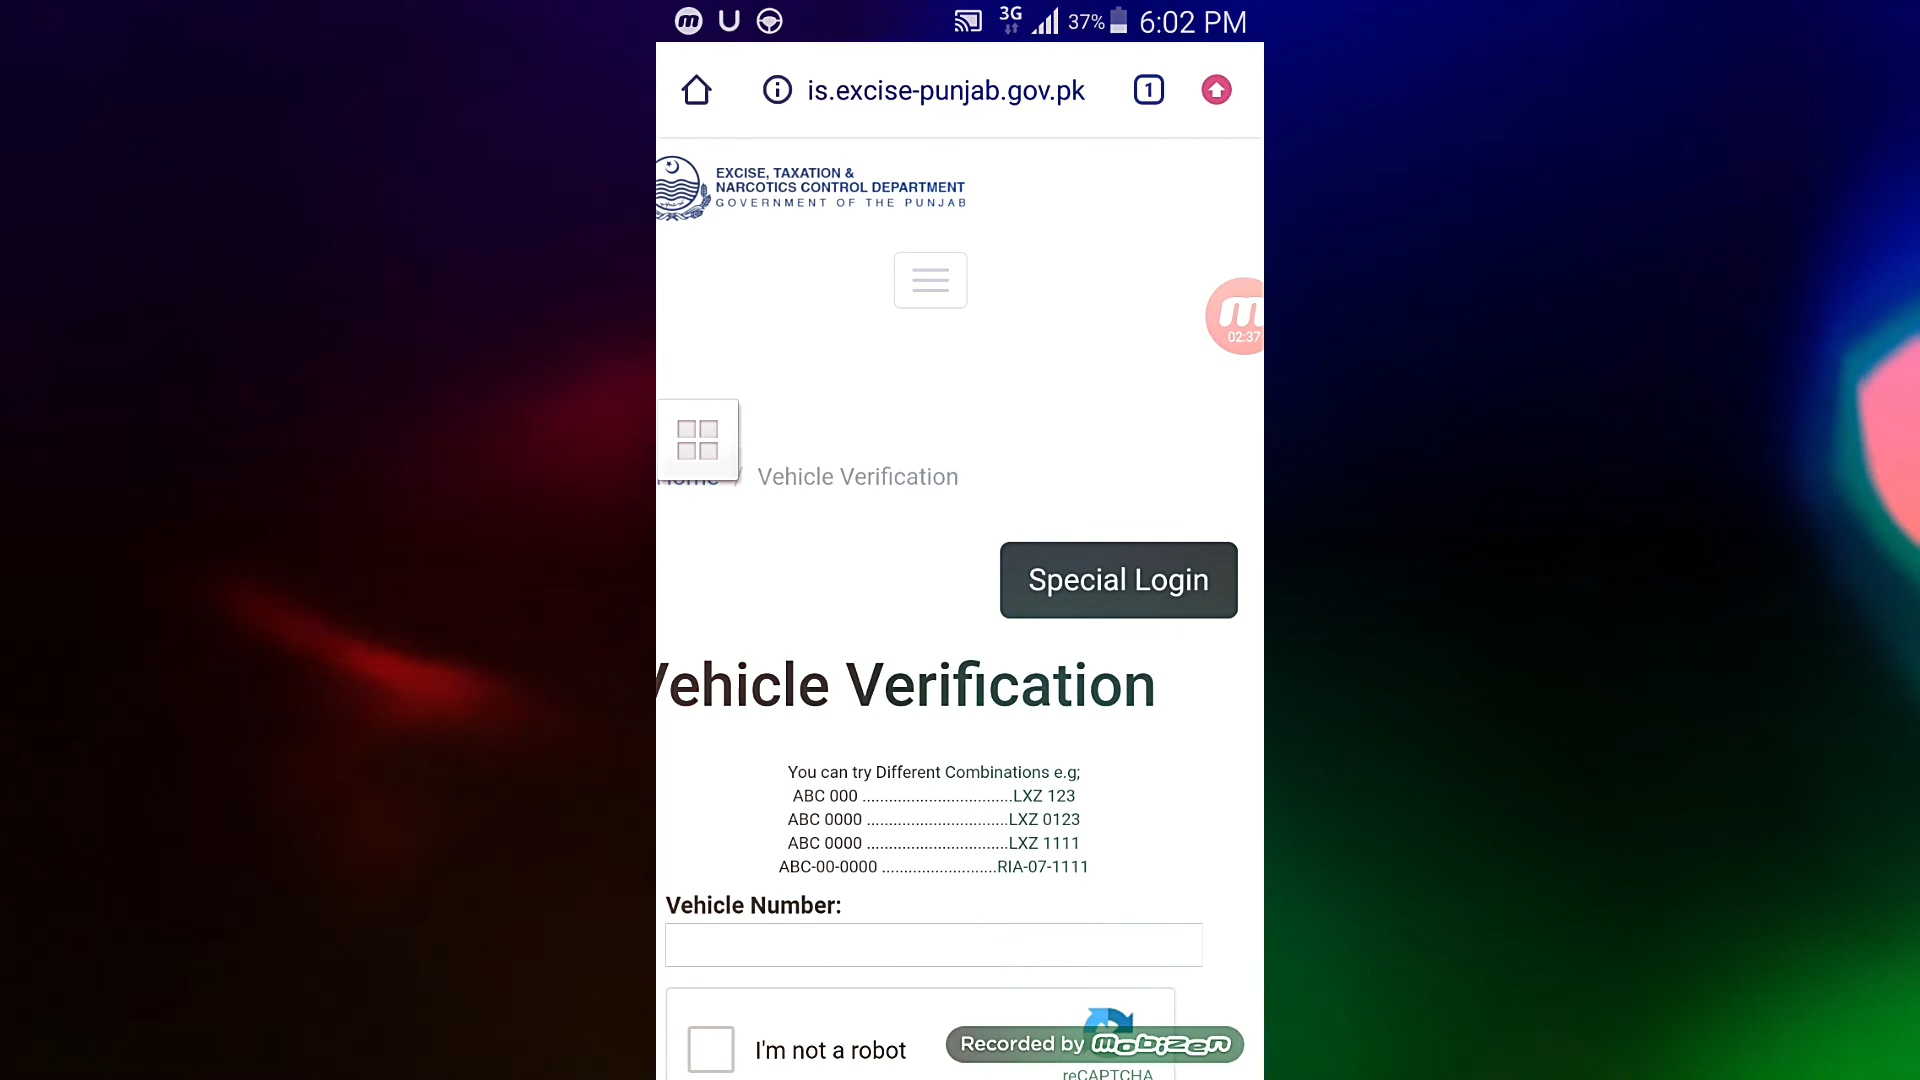 3G 37% 6:02 PM
is.excise-punjab.gov.pk 1
EXCISE, TAXATION &
NARCOTICS CONTROL DEPARTMENT
GOVERNMENT OF THE PUNJAB
02:37
Home / Vehicle Verification
Special Login
Vehicle Verification
You can try Different Combinations e.g;
ABC 000 ..................................LXZ 123
ABC 0000 ................................LXZ 0123
ABC 0000 ................................LXZ 1111
ABC-00-0000 ..........................RIA-07-1111
Vehicle Number:
I'm not a robot
Recorded by mobizen
reCAPTCHA